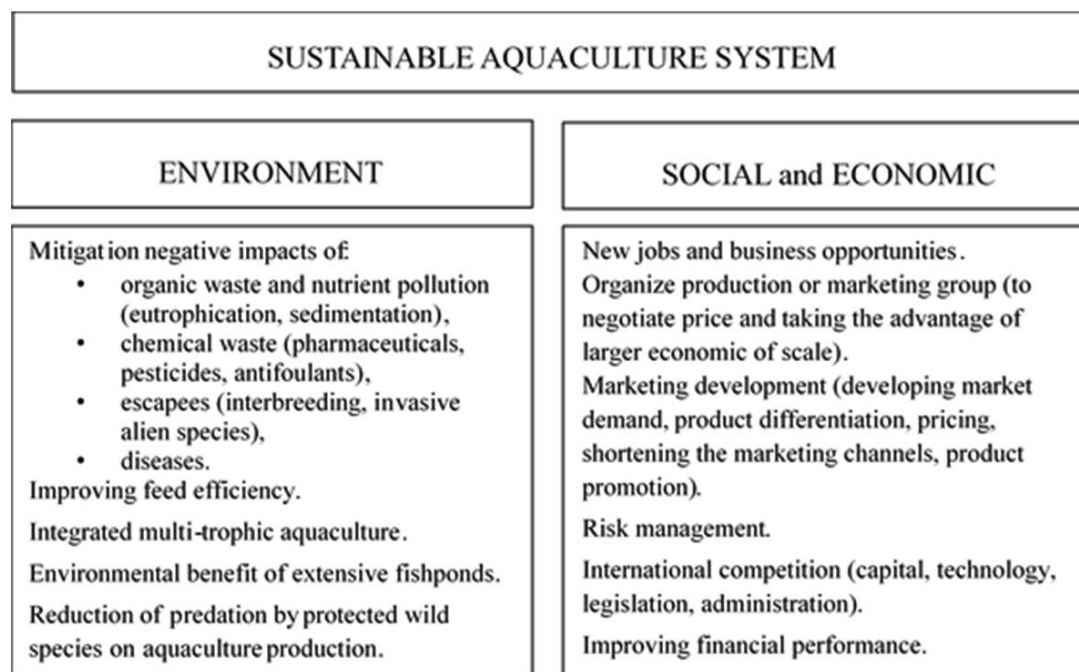 SUSTAINABLE AQUACULTURE SYSTEM
ENVIRONMENT
Mitigation negative impacts of:
• organic waste and nutrient pollution
(eutrophication, sedimentation),
• chemical waste (pharmaceuticals,
pesticides, antifoulants),
• escapees (interbreeding, invasive
alien species),
• diseases.
Improving feed efficiency.
Integrated multi-trophic aquaculture.
Environmental benefit of extensive fishponds.
Reduction of predation by protected wild
species on aquaculture production.
SOCIAL and ECONOMIC
New jobs and business opportunities.
Organize production or marketing group (to
negotiate price and taking the advantage of
larger economic of scale).
Marketing development (developing market
demand, product differentiation, pricing,
shortening the marketing channels, product
promotion).
Risk management.
International competition (capital, technology,
legislation, administration).
Improving financial performance.